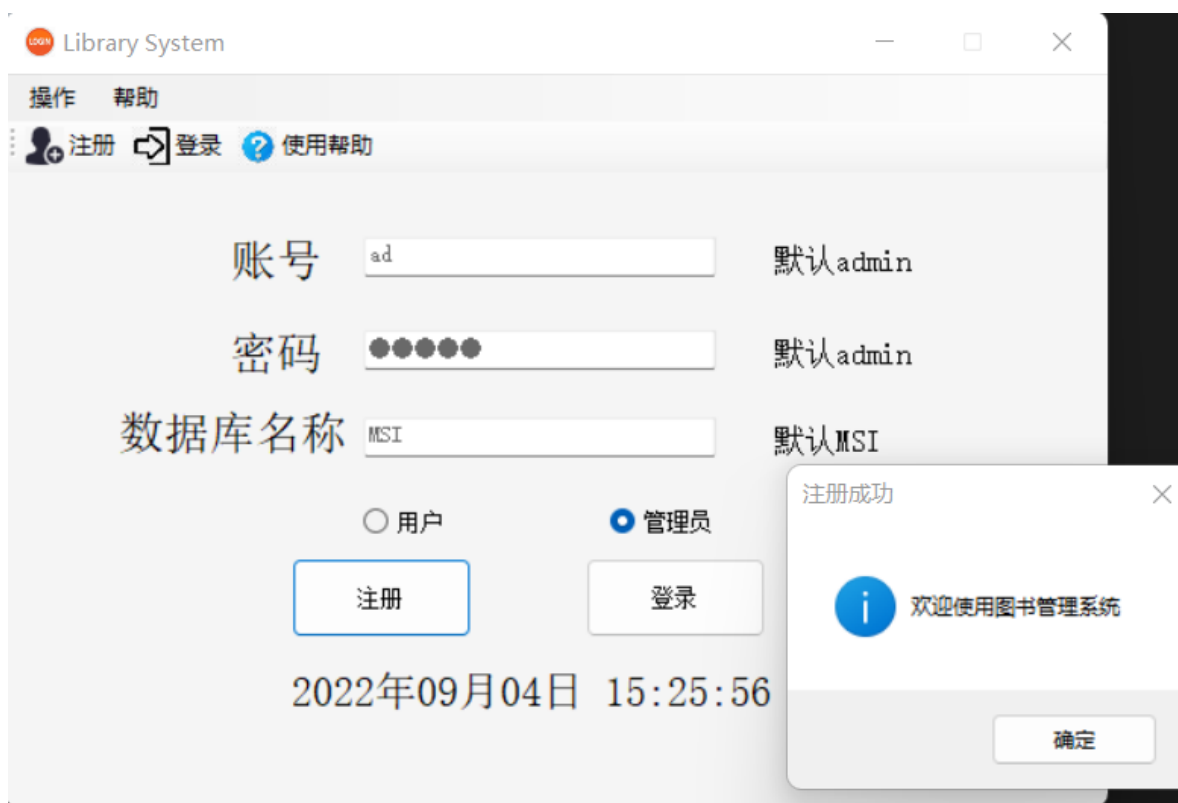 LOGIN Library System
操作 帮助
注册 登录 使用帮助
账号 ad 默认admin
密码 ●●●●● 默认admin
数据库名称 MSI 默认MSI
注册成功
用户 管理员
注册 登录
欢迎使用图书管理系统
2022年09月04日 15:25:56
确定